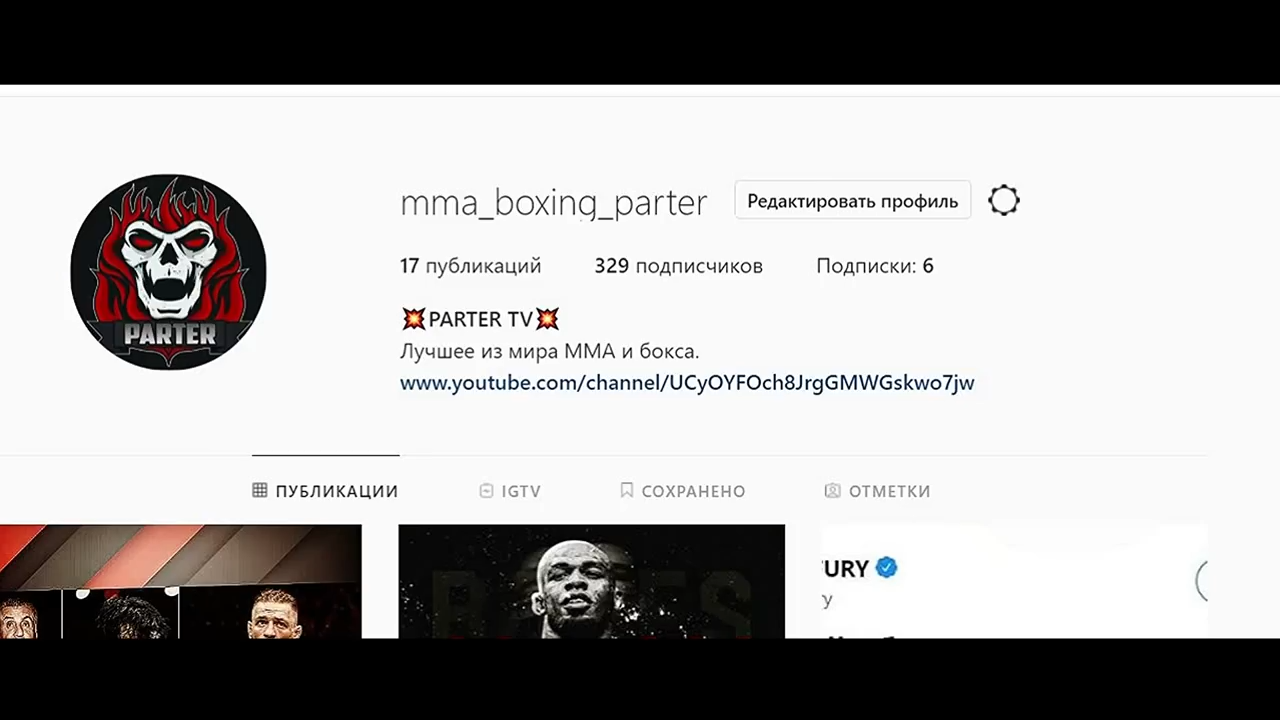 mma_boxing_parter Редактировать профиль
17 публикаций 329 подписчиков Подписки: 6
💥PARTER TV💥
Лучшее из мира ММА и бокса.
www.youtube.com/channel/UCyOYFOch8JrgGMWGskwo7jw
PARTER
ПУБЛИКАЦИИ IGTV СОХРАНЕНО ОТМЕТКИ
URY